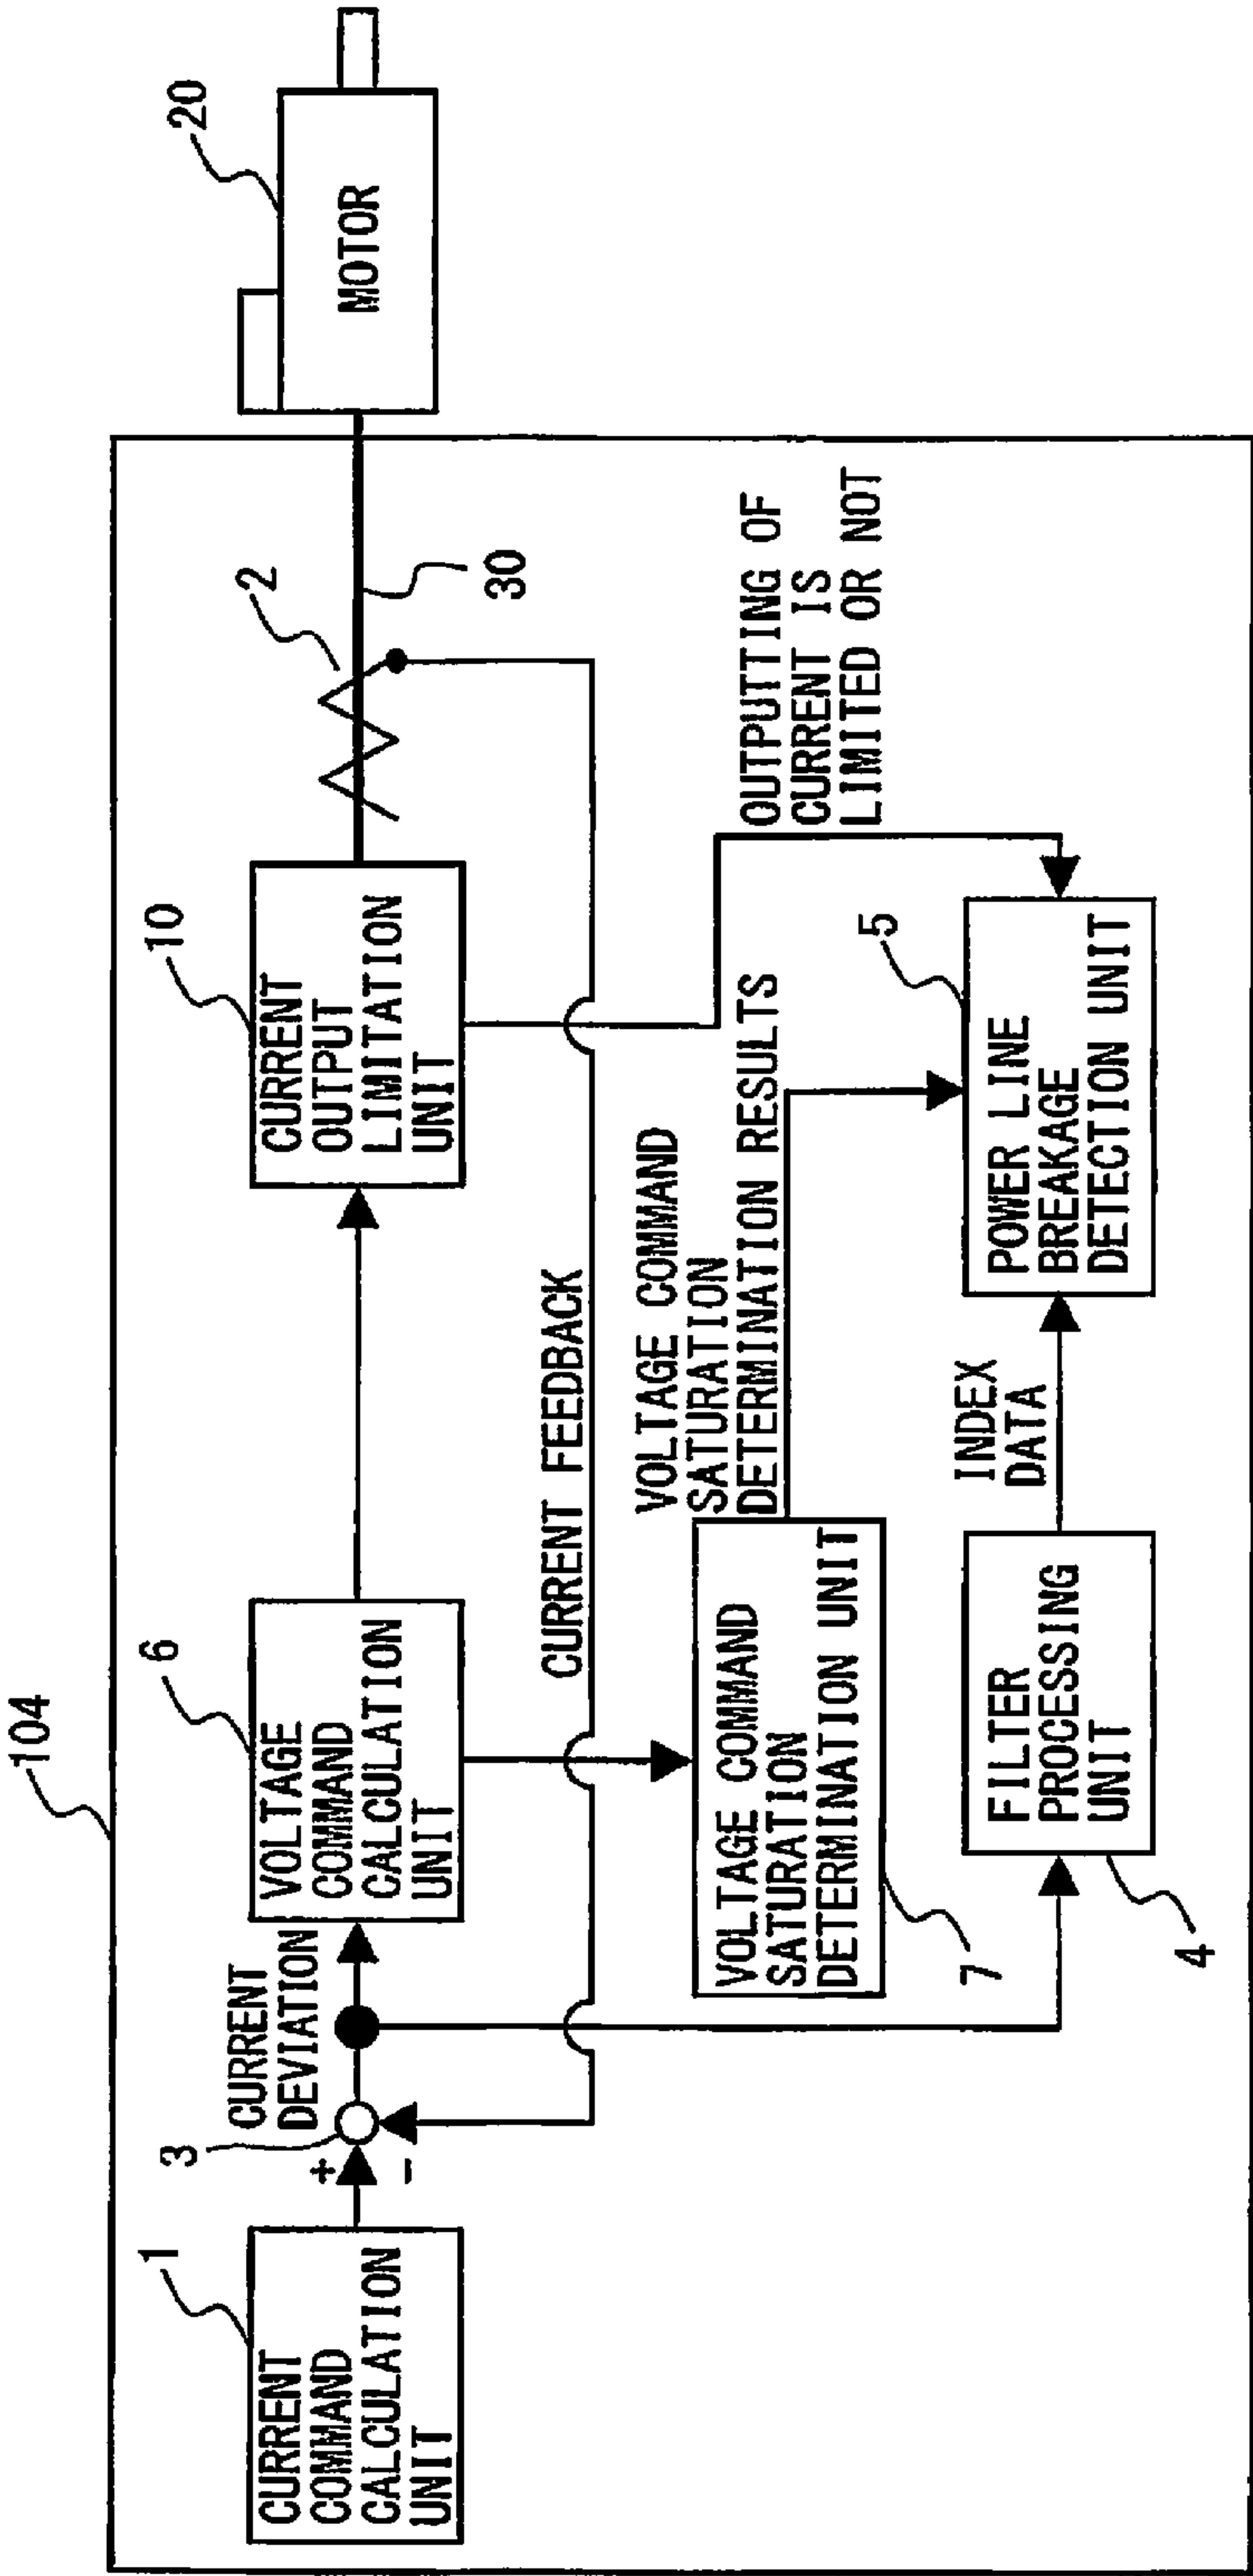 104
1
CURRENT
COMMAND
CALCULATION
UNIT
3
+
-
CURRENT
DEVIATION
6
VOLTAGE
COMMAND
CALCULATION
UNIT
10
CURRENT
OUTPUT
LIMITATION
UNIT
2
30
20
MOTOR
CURRENT FEEDBACK
7
VOLTAGE COMMAND
SATURATION
DETERMINATION UNIT
VOLTAGE COMMAND
SATURATION
DETERMINATION RESULTS
OUTPUTTING OF
CURRENT IS
LIMITED OR NOT
4
FILTER
PROCESSING
UNIT
INDEX
DATA
5
POWER LINE
BREAKAGE
DETECTION UNIT